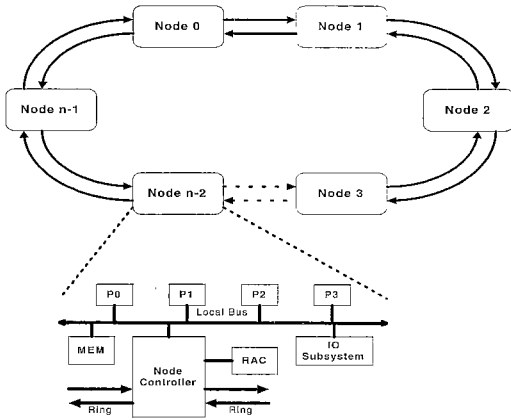 Node 0
Node 1
Node n-1
Node 2
Node n-2
Node 3
P0
P1
P2
P3
Local Bus
MEM
Node
Controller
RAC
IO
Subsystem
Ring
Ring